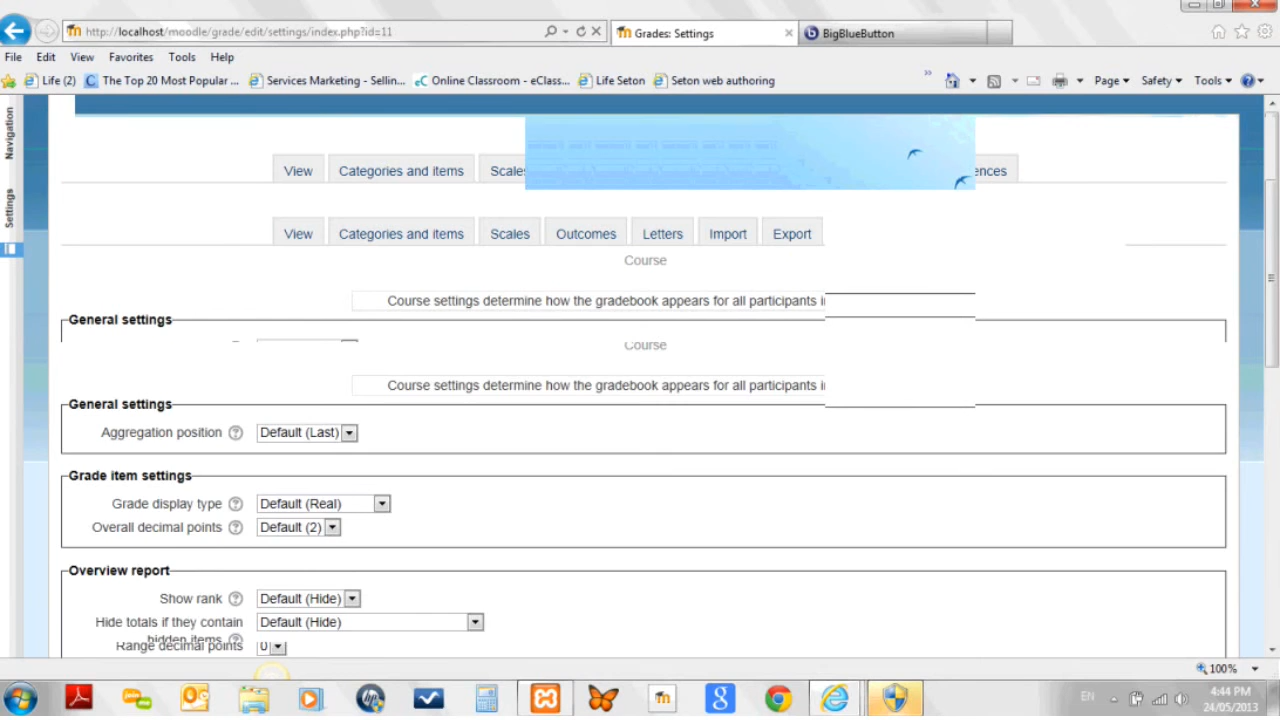 http://localhost/moodle/grade/edit/settings/index.php?id=11
Grades: Settings
BigBlueButton
File Edit View Favorites Tools Help
Life (2) The Top 20 Most Popular ... Services Marketing - Sellin... Online Classroom - eClass... Life Seton Seton web authoring
Page Safety Tools
Navigation
Settings
View Categories and items Scales ences
View Categories and items Scales Outcomes Letters Import Export
Course
Course settings determine how the gradebook appears for all participants i
General settings
Course
Course settings determine how the gradebook appears for all participants i
General settings
Aggregation position Default (Last)
Grade item settings
Grade display type Default (Real)
Overall decimal points Default (2)
Overview report
Show rank Default (Hide)
Hide totals if they contain Default (Hide)
hidden items
Range decimal points 0
100%
EN
4:44 PM
24/05/2013